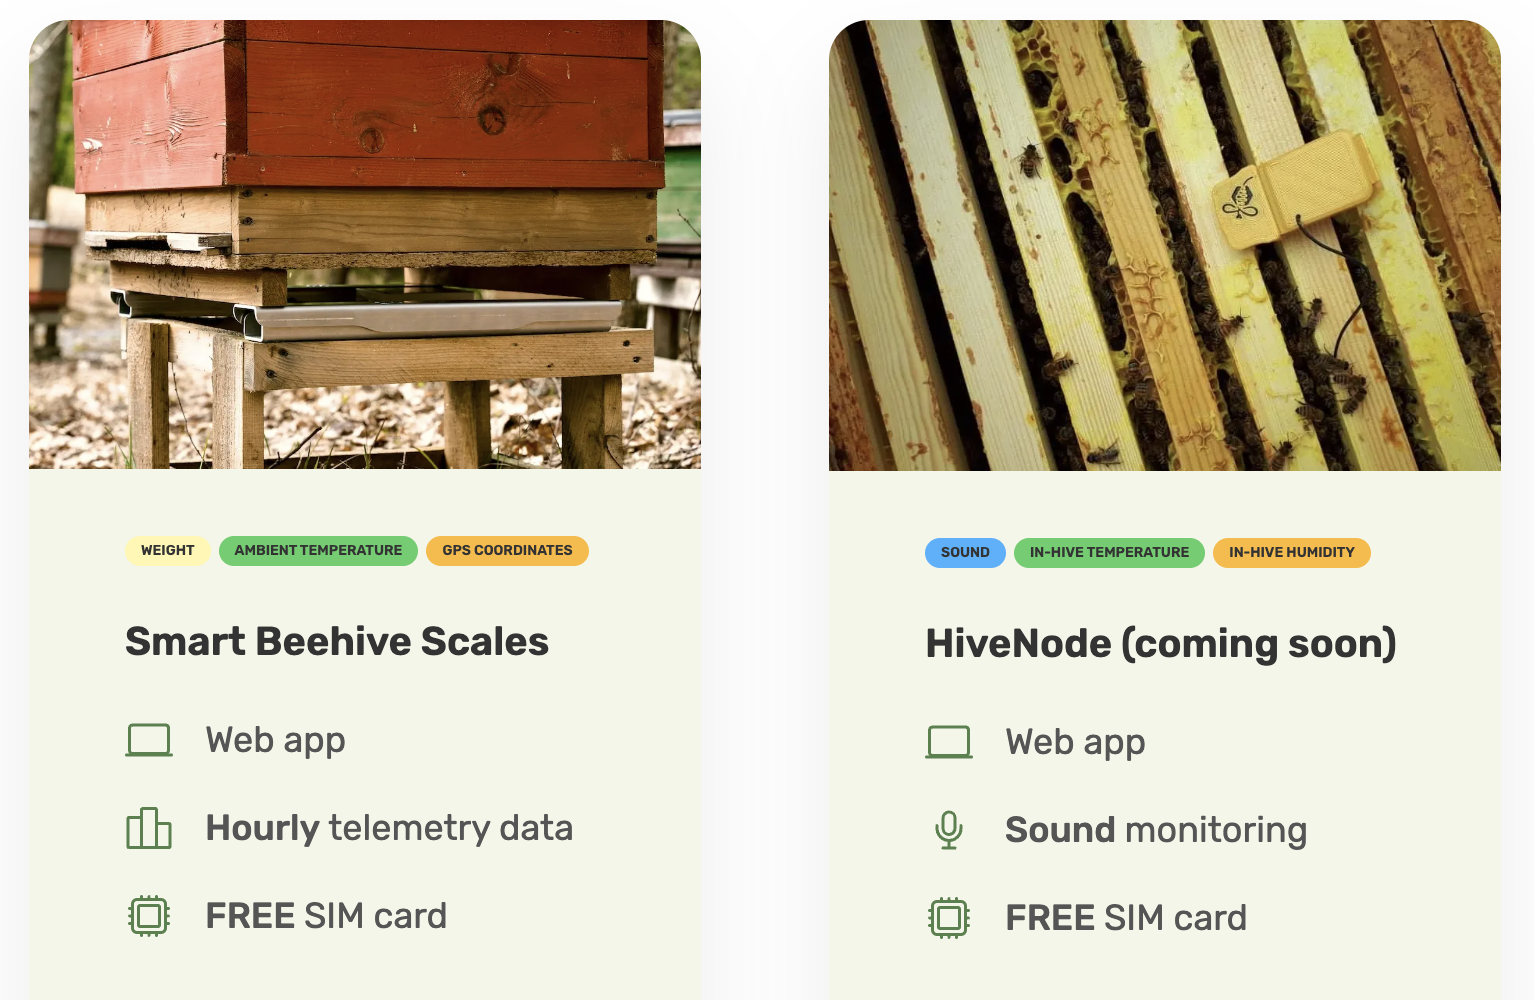 WEIGHT
AMBIENT TEMPERATURE
GPS COORDINATES
Smart Beehive Scales
Web app
Hourly telemetry data
FREE SIM card
SOUND
IN-HIVE TEMPERATURE
IN-HIVE HUMIDITY
HiveNode (coming soon)
Web app
Sound monitoring
FREE SIM card